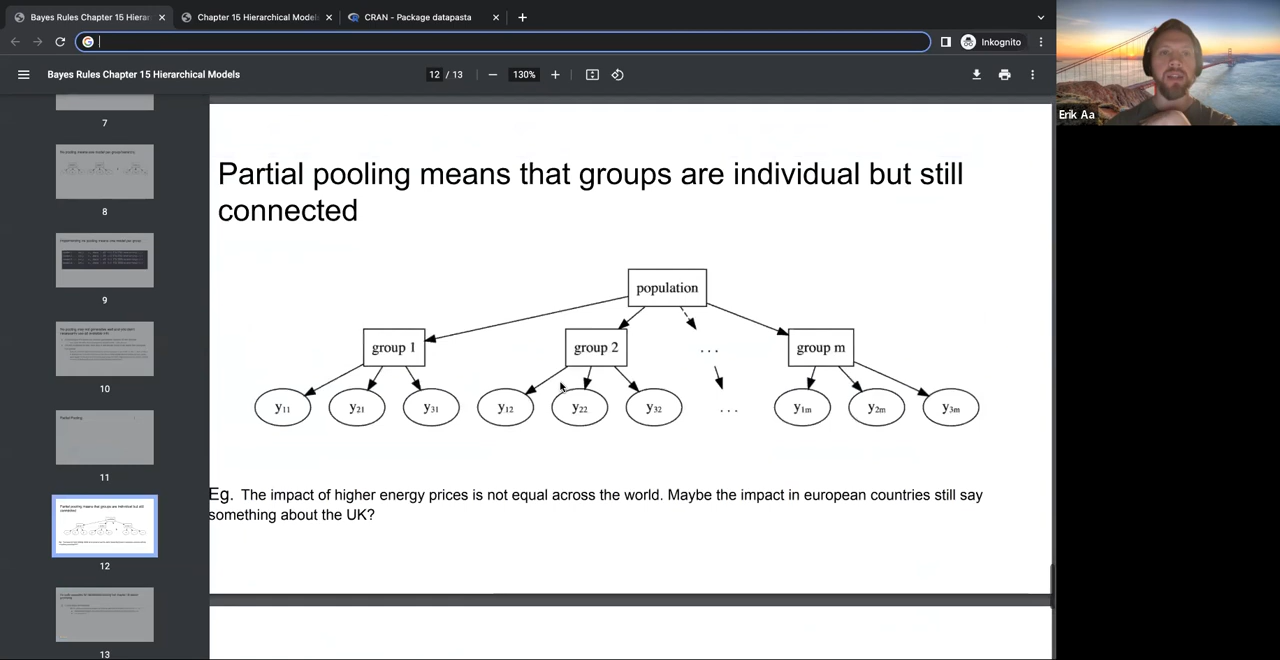 Bayes Rules Chapter 15 Hierar
Chapter 15 Hierarchical Model
CRAN - Package datapasta
Inkognito
Bayes Rules Chapter 15 Hierarchical Models
12 / 13
130%
Erik Aa
7
8
9
10
Partial Pooling
11
12
13
Partial pooling means that groups are individual but still
connected
population
group 1
group 2
. . .
group m
y11
y21
y31
y12
y22
y32
. . .
y1m
y2m
y3m
Eg. The impact of higher energy prices is not equal across the world. Maybe the impact in european countries still say
something about the UK?